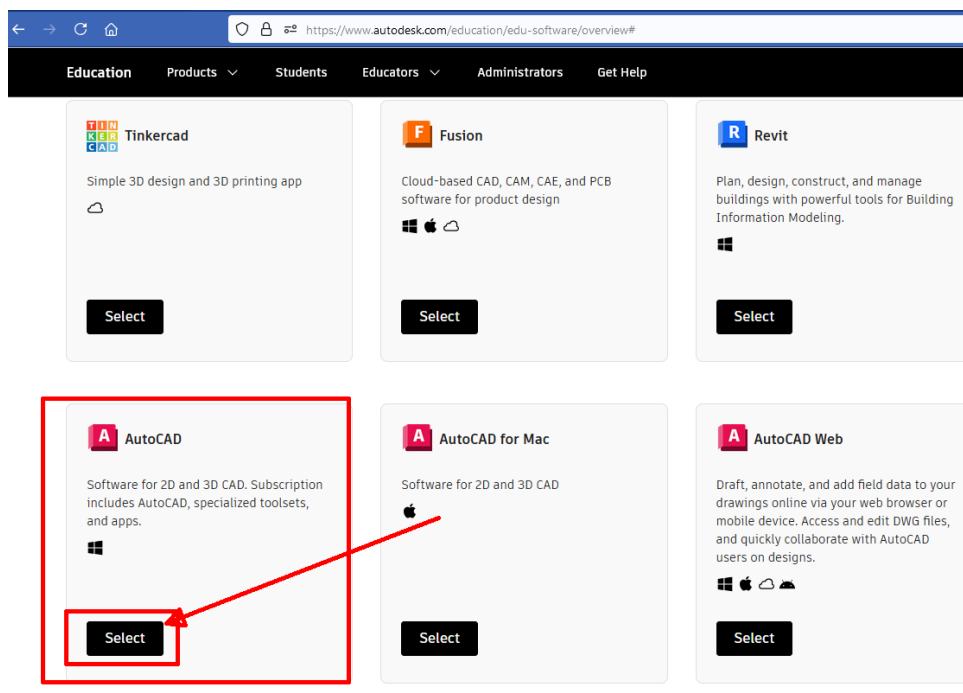 https://www.autodesk.com/education/edu-software/overview#
Education Products Students Educators Administrators Get Help
TINKERCAD
Tinkercad
Simple 3D design and 3D printing app
Select
F
Fusion
Cloud-based CAD, CAM, CAE, and PCB
software for product design
Select
R
Revit
Plan, design, construct, and manage
buildings with powerful tools for Building
Information Modeling.
Select
A
AutoCAD
Software for 2D and 3D CAD. Subscription
includes AutoCAD, specialized toolsets,
and apps.
Select
A
AutoCAD for Mac
Software for 2D and 3D CAD
Select
A
AutoCAD Web
Draft, annotate, and add field data to your
drawings online via your web browser or
mobile device. Access and edit DWG files,
and quickly collaborate with AutoCAD
users on designs.
Select